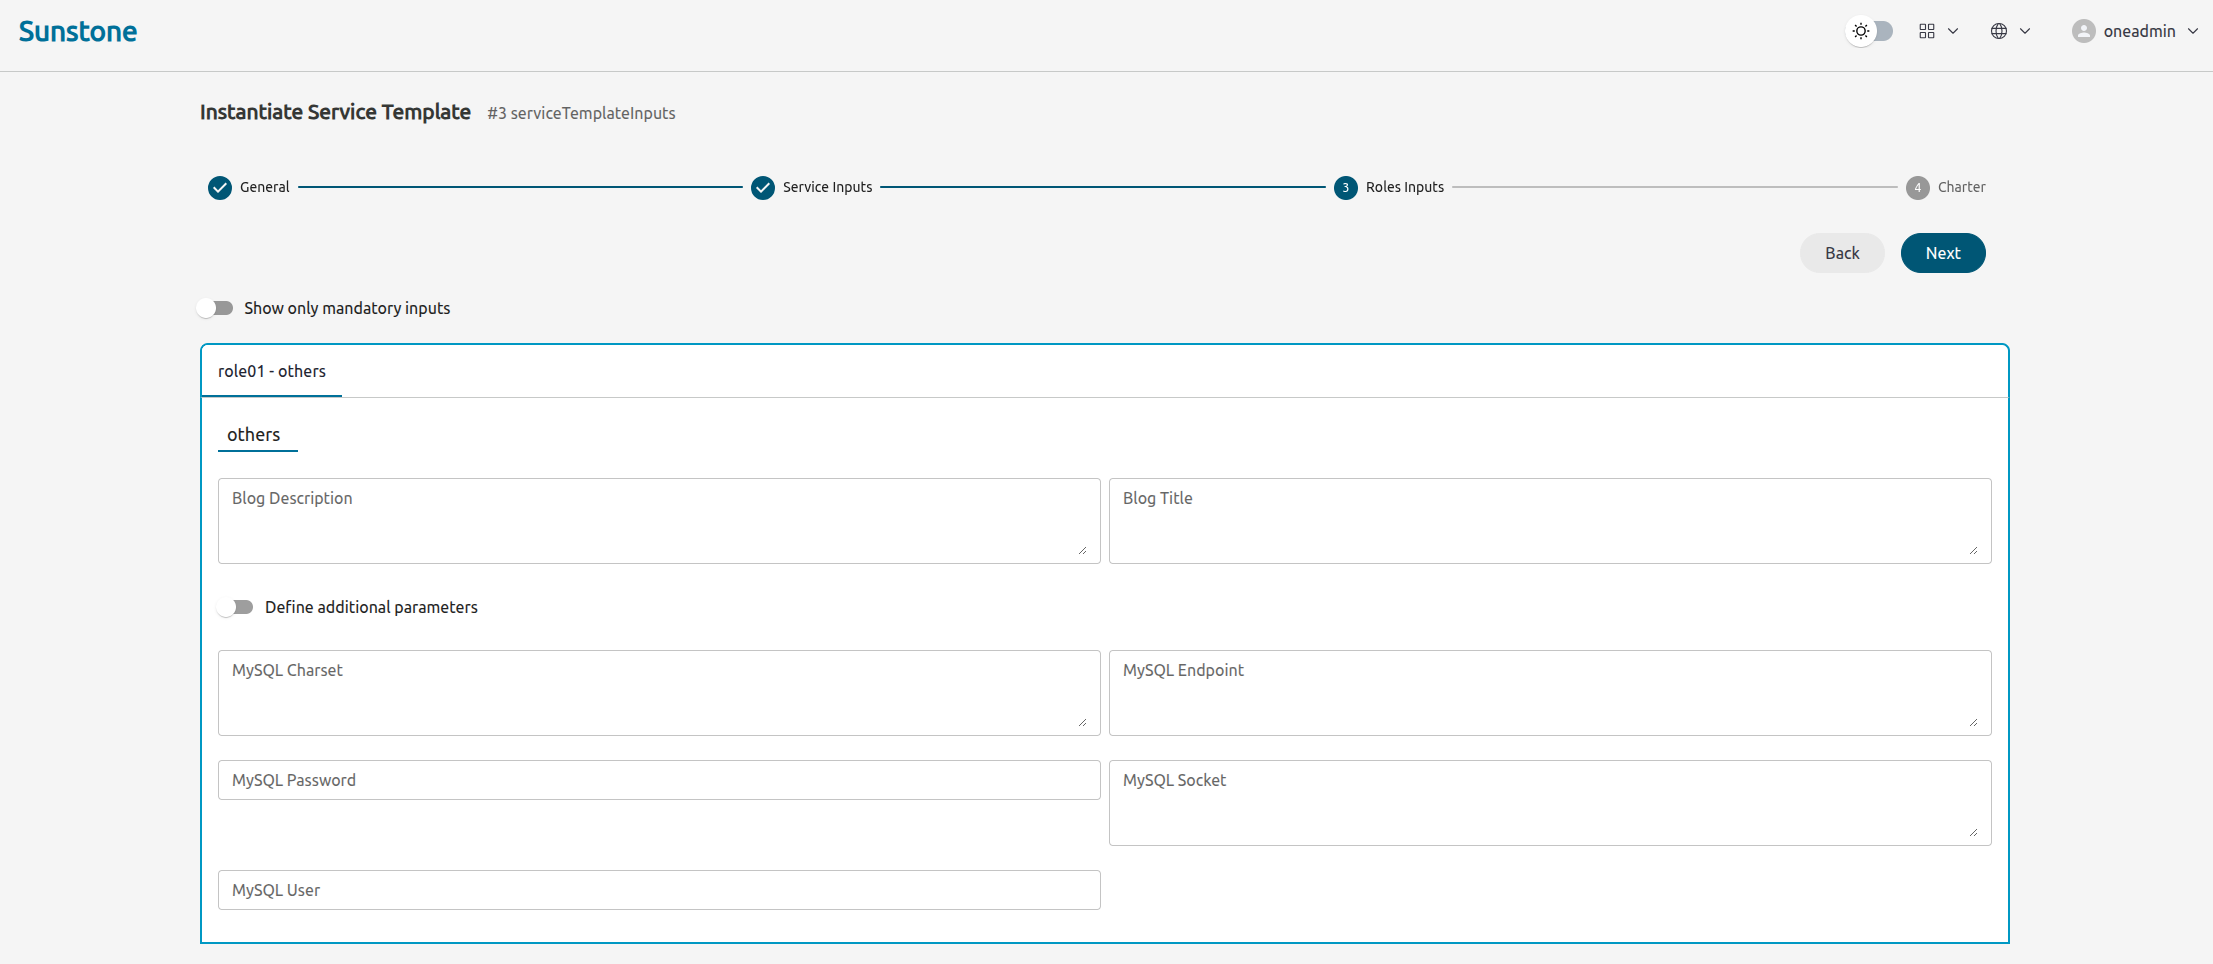 Sunstone
oneadmin
Instantiate Service Template #3 serviceTemplateInputs
General
Service Inputs
3 Roles Inputs
4 Charter
Back
Next
Show only mandatory inputs
role01 - others
others
Blog Description
Blog Title
Define additional parameters
MySQL Charset
MySQL Endpoint
MySQL Password
MySQL Socket
MySQL User